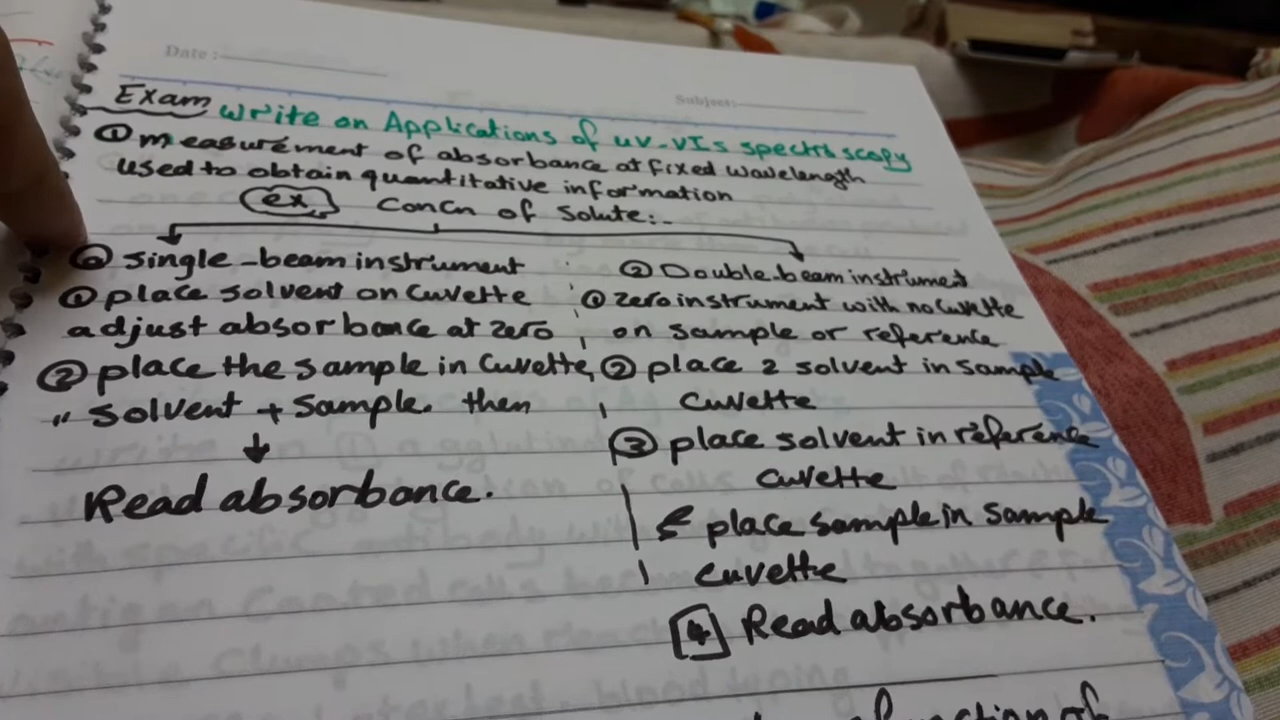 Date :
Subject:
Exam write on Applications of uv-VIs spectroscopy
① measurement of absorbance at fixed wavelength
used to obtain quantitative information
ex Concn of Solute:-
ⓐ single-beam instrument
① place solvent on Cuvette
adjust absorbance at zero
② place the sample in Cuvette
" Solvent + Sample. then
↓
Read absorbance.
② Double-beam instrument
① zero instrument with no Cuvette
on sample or reference
② place 2 solvent in sample
Cuvette
③ place solvent in reference
Cuvette
& place sample in sample
Cuvette
4 Read absorbance.
of